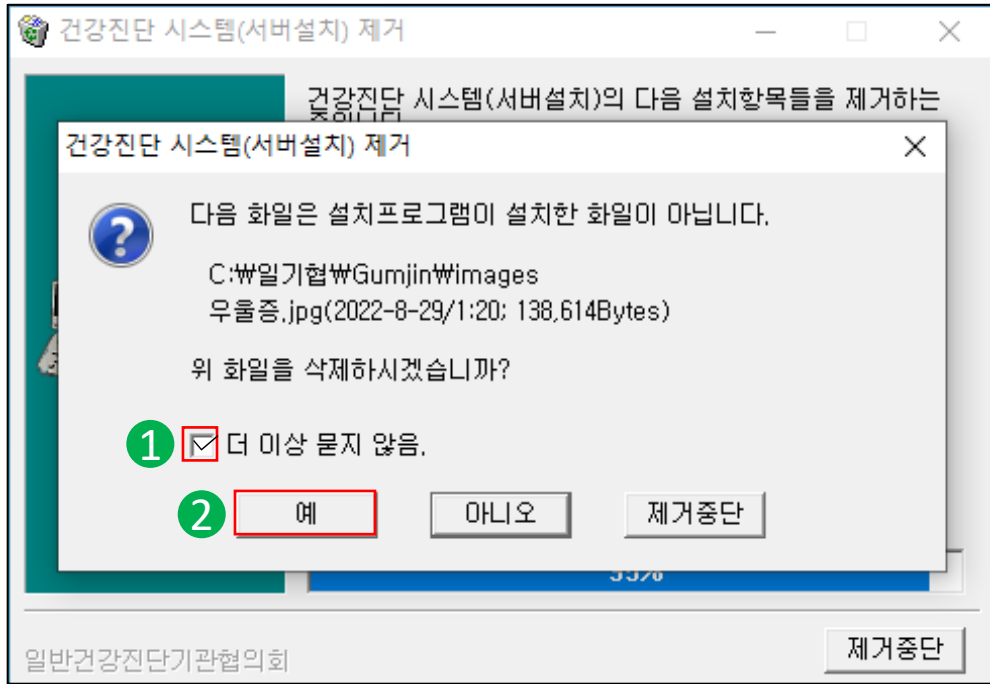 건강진단 시스템(서버설치) 제거
건강진단 시스템(서버설치)의 다음 설치항목들을 제거하는
중입니다
건강진단 시스템(서버설치) 제거
다음 화일은 설치프로그램이 설치한 화일이 아닙니다.
C:₩일기협₩Gumjin₩images
우울증.jpg(2022-8-29/1:20; 138,614Bytes)
위 화일을 삭제하시겠습니까?
1 더 이상 묻지 않음.
2 예 아니오 제거중단
일반건강진단기관협의회 제거중단